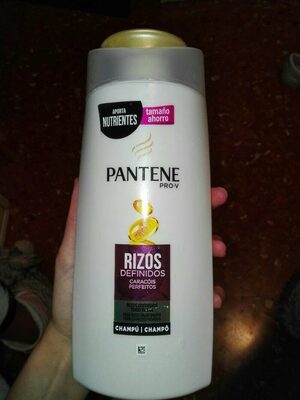 APORTA
NUTRIENTES
tamaño
ahorro
PANTENE
PRO-V
RIZOS
DEFINIDOS
CARACÓIS
PERFEITOS
CHAMPÚ | CHAMPÔ